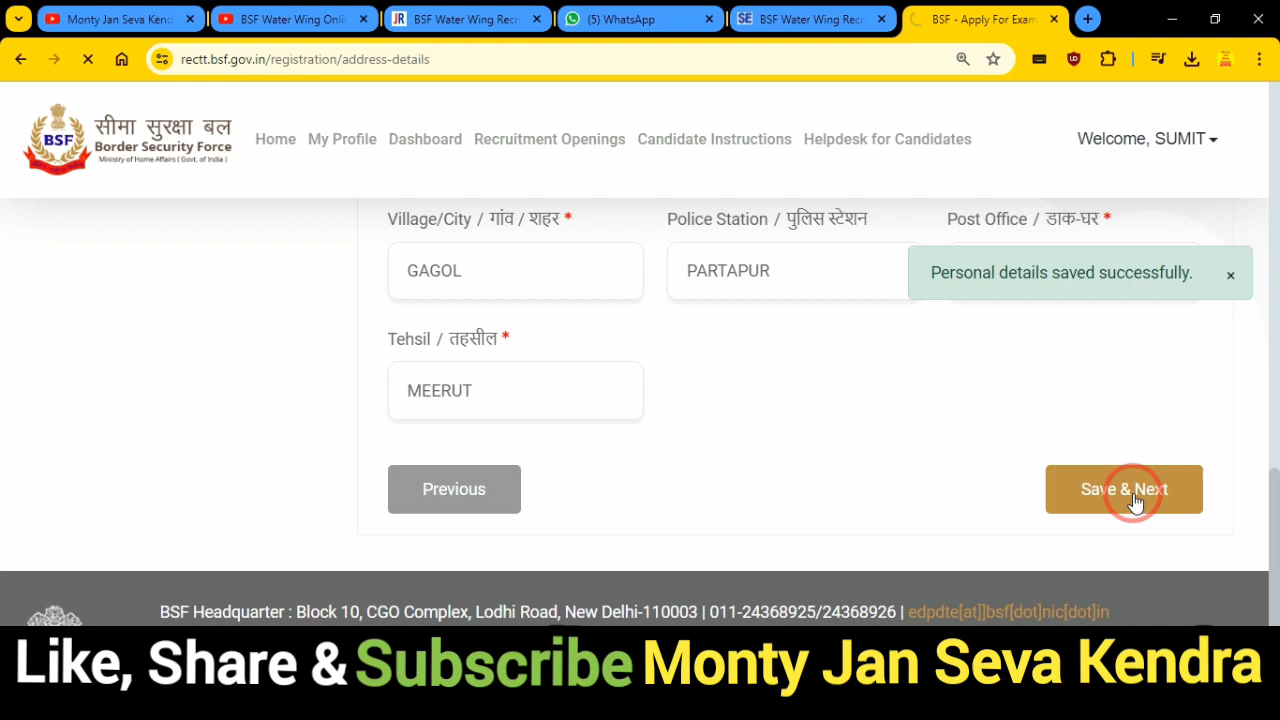 Monty Jan Seva Kend
BSF Water Wing Onli
JR BSF Water Wing Recr
(5) WhatsApp
SE BSF Water Wing Recr
BSF - Apply For Exam
rectt.bsf.gov.in/registration/address-details
BSF
सीमा सुरक्षा बल
Border Security Force
Ministry of Home Affairs ( Govt. of India )
Home
My Profile
Dashboard
Recruitment Openings
Candidate Instructions
Helpdesk for Candidates
Welcome, SUMIT
Village/City / गांव / शहर *
Police Station / पुलिस स्टेशन
Post Office / डाक-घर *
GAGOL
PARTAPUR
Personal details saved successfully.
Tehsil / तहसील *
MEERUT
Previous
Save & Next
BSF Headquarter : Block 10, CGO Complex, Lodhi Road, New Delhi-110003 | 011-24368925/24368926 | edpdte[at]]bsf[dot]nic[dot]in
Like, Share & Subscribe Monty Jan Seva Kendra